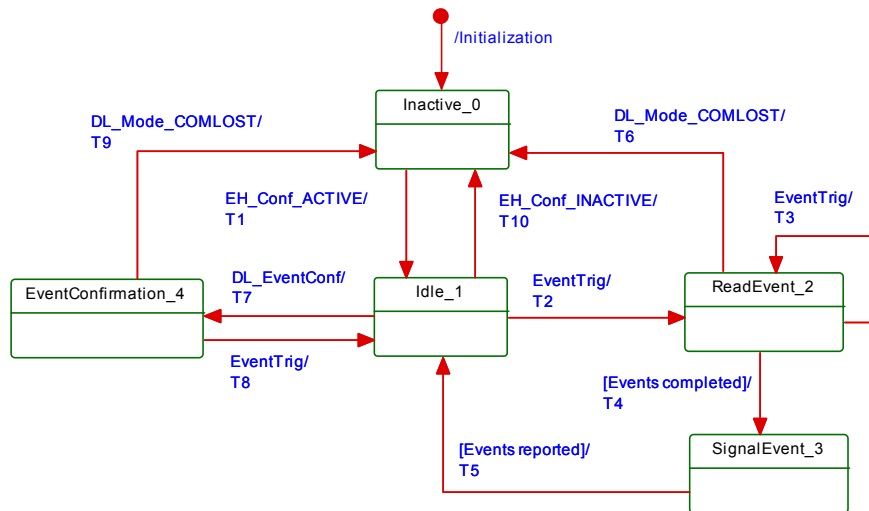 /Initialization
Inactive_0
DL_Mode_COMLOST/
T9
DL_Mode_COMLOST/
T6
EH_Conf_ACTIVE/
T1
EH_Conf_INACTIVE/
T10
EventTrig/
T3
EventConfirmation_4
DL_EventConf/
T7
Idle_1
EventTrig/
T2
ReadEvent_2
EventTrig/
T8
[Events completed]/
T4
[Events reported]/
T5
SignalEvent_3